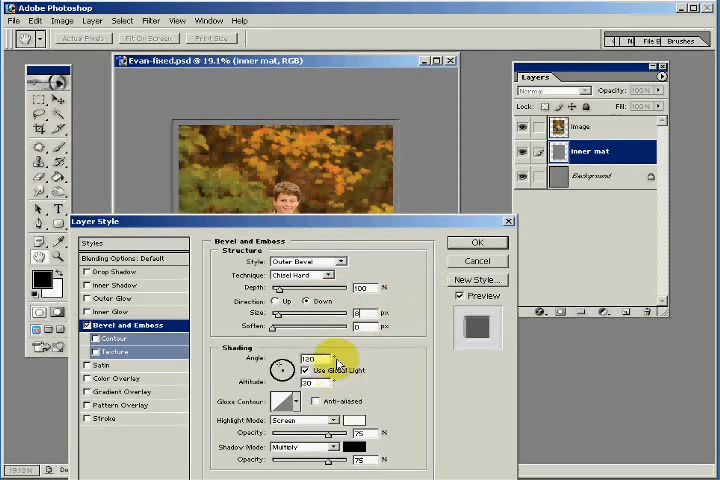 Adobe Photoshop
File Edit Image Layer Select Filter View Window Help
Actual Pixels Fit On Screen Print Size
File B Brushes
Evan-fixed.psd @ 19.1% (inner mat, RGB)
Layers
Normal Opacity: 100%
Lock: Fill: 100%
image
inner mat
Background
Layer Style
Styles
Blending Options: Default
Drop Shadow
Inner Shadow
Outer Glow
Inner Glow
Bevel and Emboss
Contour
Texture
Satin
Color Overlay
Gradient Overlay
Pattern Overlay
Stroke
Bevel and Emboss
Structure
Style: Outer Bevel
Technique: Chisel Hard
Depth: 100 %
Direction: Up Down
Size: 8 px
Soften: 0 px
Shading
Angle: 120 °
Use Global Light
Altitude: 30 °
Gloss Contour: Anti-aliased
Highlight Mode: Screen
Opacity: 75 %
Shadow Mode: Multiply
Opacity: 75 %
OK
Cancel
New Style...
Preview
19.13% Do